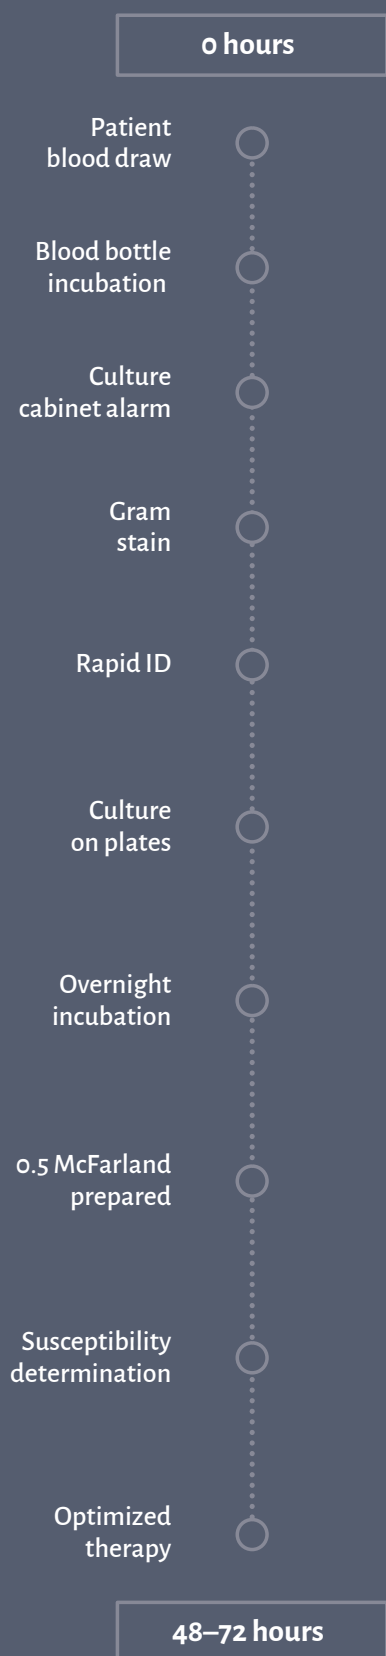 0 hours
Patient
blood draw
Blood bottle
incubation
Culture
cabinet alarm
Gram
stain
Rapid ID
Culture
on plates
Overnight
incubation
0.5 McFarland
prepared
Susceptibility
determination
Optimized
therapy
48–72 hours